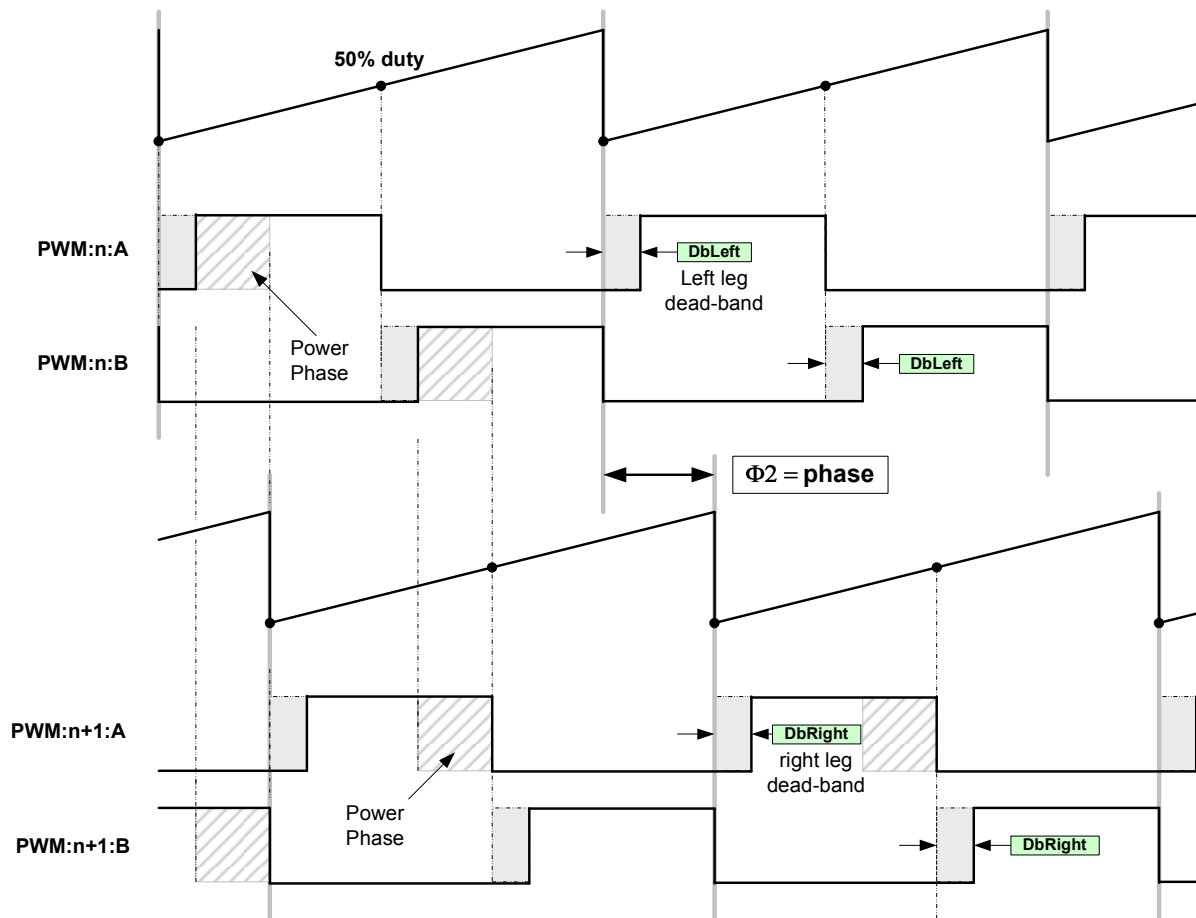 50% duty
PWM:n:A
DbLeft
Left leg
dead-band
Power
Phase
PWM:n:B
DbLeft
Φ2 = phase
PWM:n+1:A
DbRight
right leg
dead-band
Power
Phase
PWM:n+1:B
DbRight